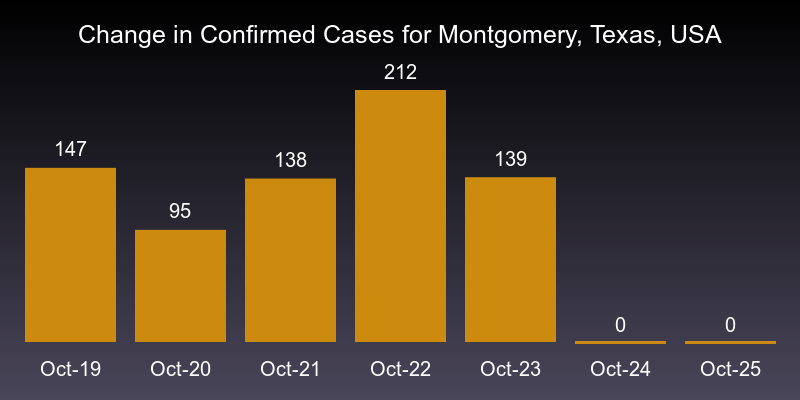 Change in Confirmed Cases for Montgomery, Texas, USA
212
147
138
139
95
0
0
Oct-19
Oct-20
Oct-21
Oct-22
Oct-23
Oct-24
Oct-25